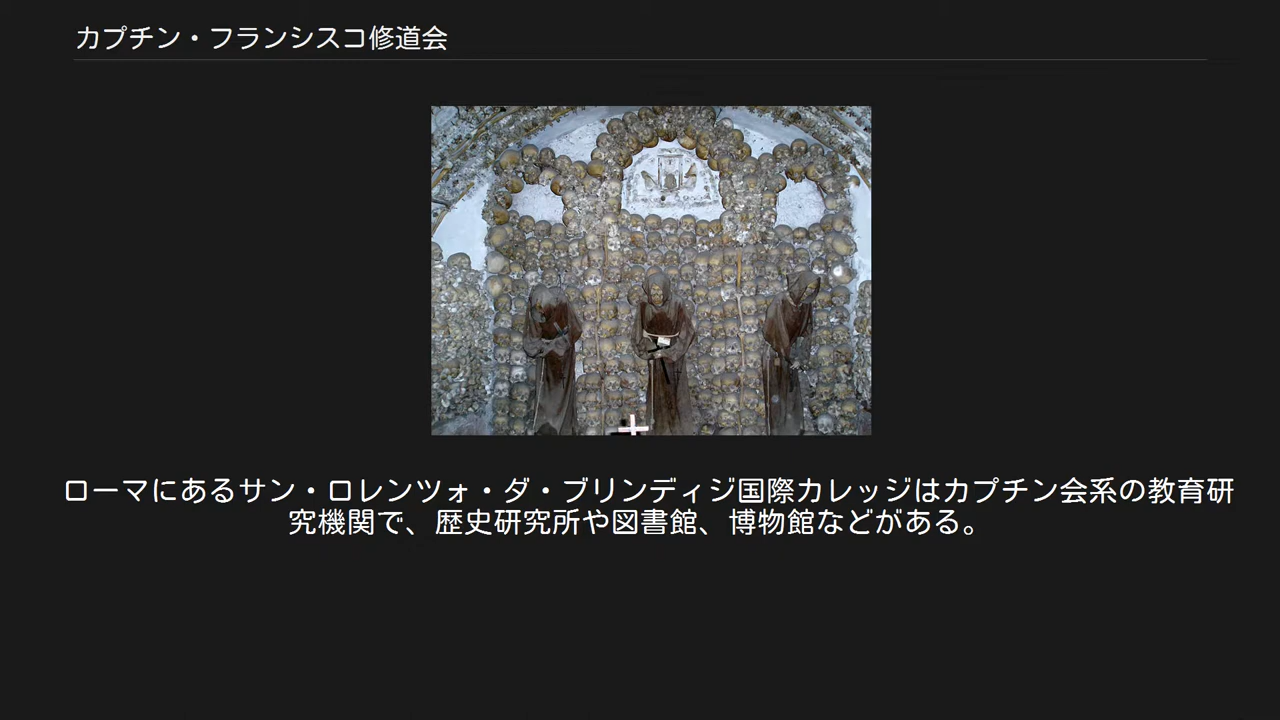 カプチン・フランシスコ修道会
ローマにあるサン・ロレンツォ・ダ・ブリンディジ国際カレッジはカプチン会系の教育研
究機関で、歴史研究所や図書館、博物館などがある。